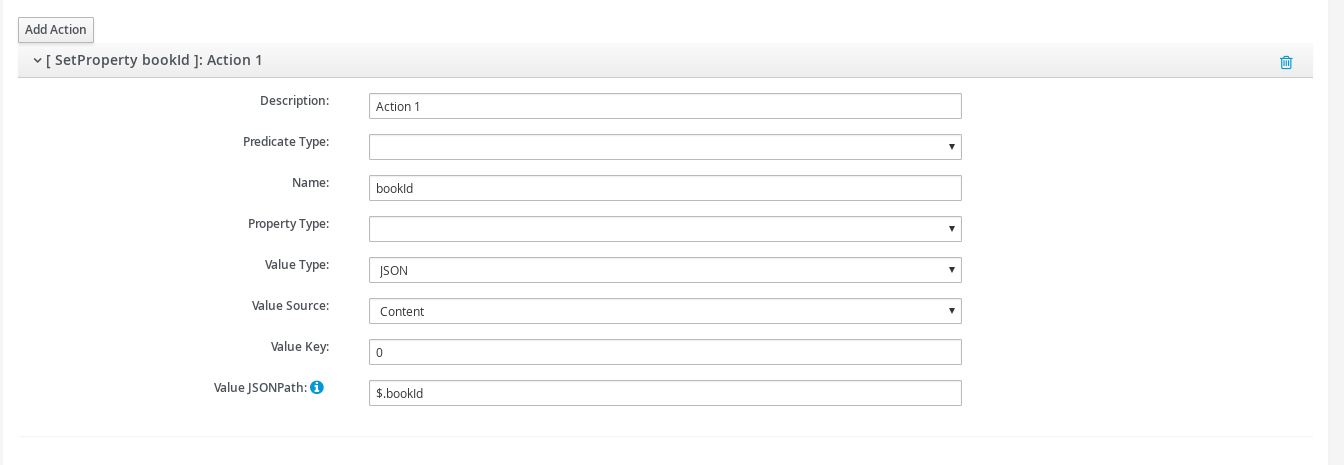 Add Action
[ SetProperty bookId ]: Action 1
Description: Action 1
Predicate Type:
Name: bookId
Property Type:
Value Type: JSON
Value Source: Content
Value Key: 0
Value JSONPath: $.bookId